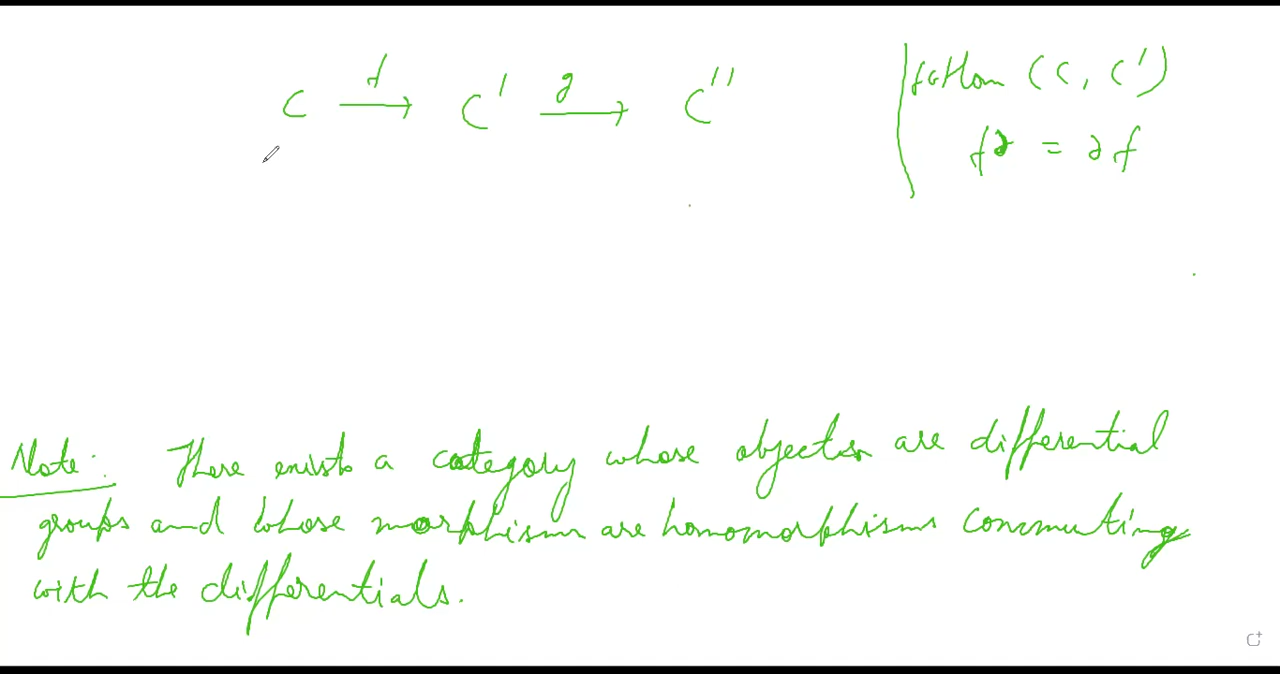 C —f→ C' —g→ C''
f∈Hom (C, C')
f∂ = ∂f
Note: There exists a category whose objects are differential
groups and whose morphisms are homomorphisms commuting
with the differentials.